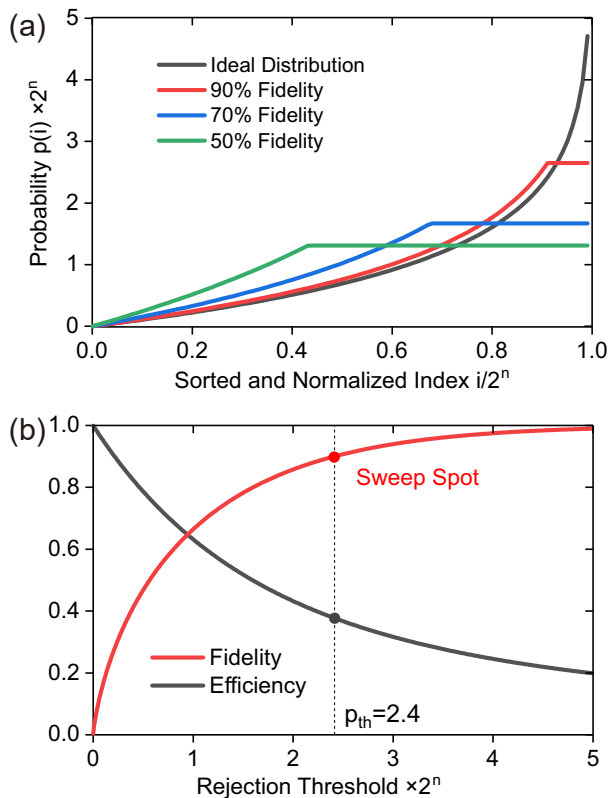 (a)
5
4
3
2
1
0
Probability p(i) ×2ⁿ
Ideal Distribution
90% Fidelity
70% Fidelity
50% Fidelity
0.0 0.2 0.4 0.6 0.8 1.0
Sorted and Normalized Index i/2ⁿ
(b)
1.0
0.8
0.6
0.4
0.2
0.0
Sweep Spot
Fidelity
Efficiency
pₜₕ=2.4
0 1 2 3 4 5
Rejection Threshold ×2ⁿ